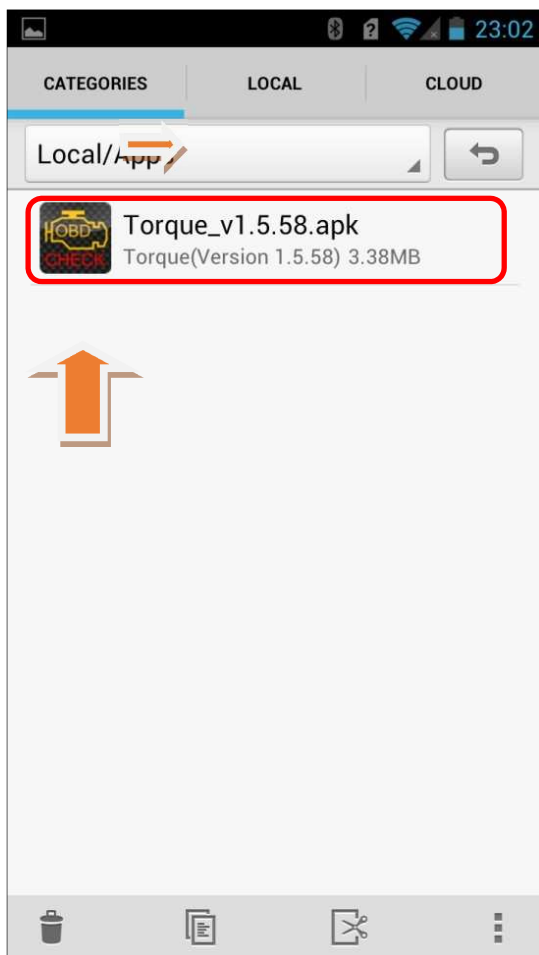 23:02
CATEGORIES LOCAL CLOUD
Local/Apps
OBD
CHECK
Torque_v1.5.58.apk
Torque(Version 1.5.58) 3.38MB